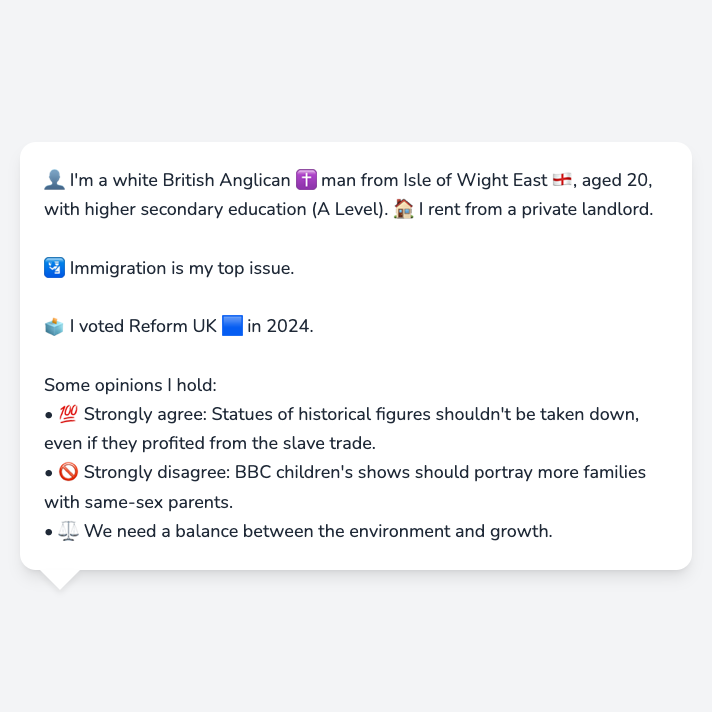 👤 I'm a white British Anglican ✝️ man from Isle of Wight East 🏴󠁧󠁢󠁥󠁮󠁧󠁿, aged 20,
with higher secondary education (A Level). 🏠 I rent from a private landlord.
🛂 Immigration is my top issue.
🗳️ I voted Reform UK 🟦 in 2024.
Some opinions I hold:
• 💯 Strongly agree: Statues of historical figures shouldn't be taken down,
even if they profited from the slave trade.
• 🚫 Strongly disagree: BBC children's shows should portray more families
with same-sex parents.
• ⚖️ We need a balance between the environment and growth.